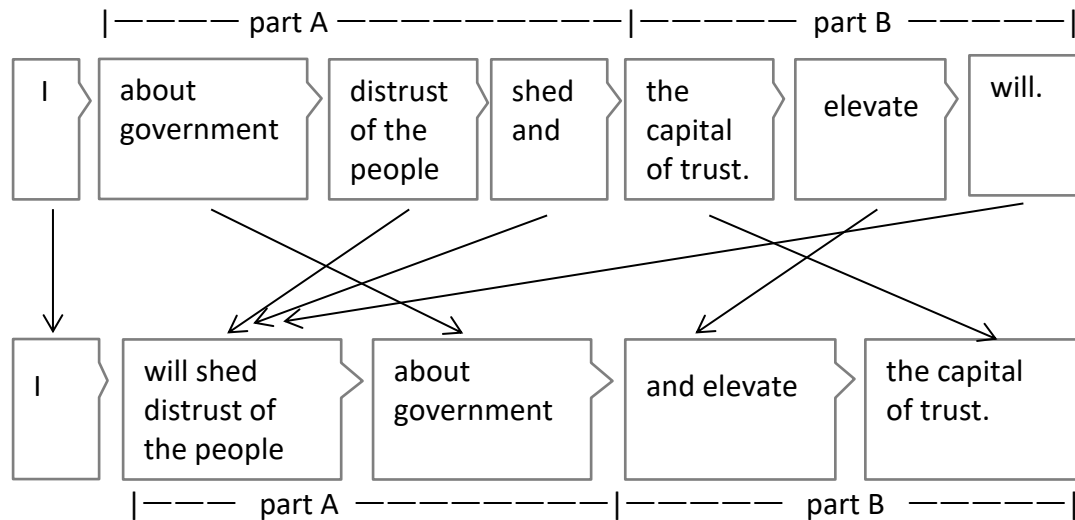 part A part B
I
about
government
distrust
of the
people
shed
and
the
capital
of trust.
elevate
will.
I
will shed
distrust of
the people
about
government
and elevate
the capital
of trust.
part A part B